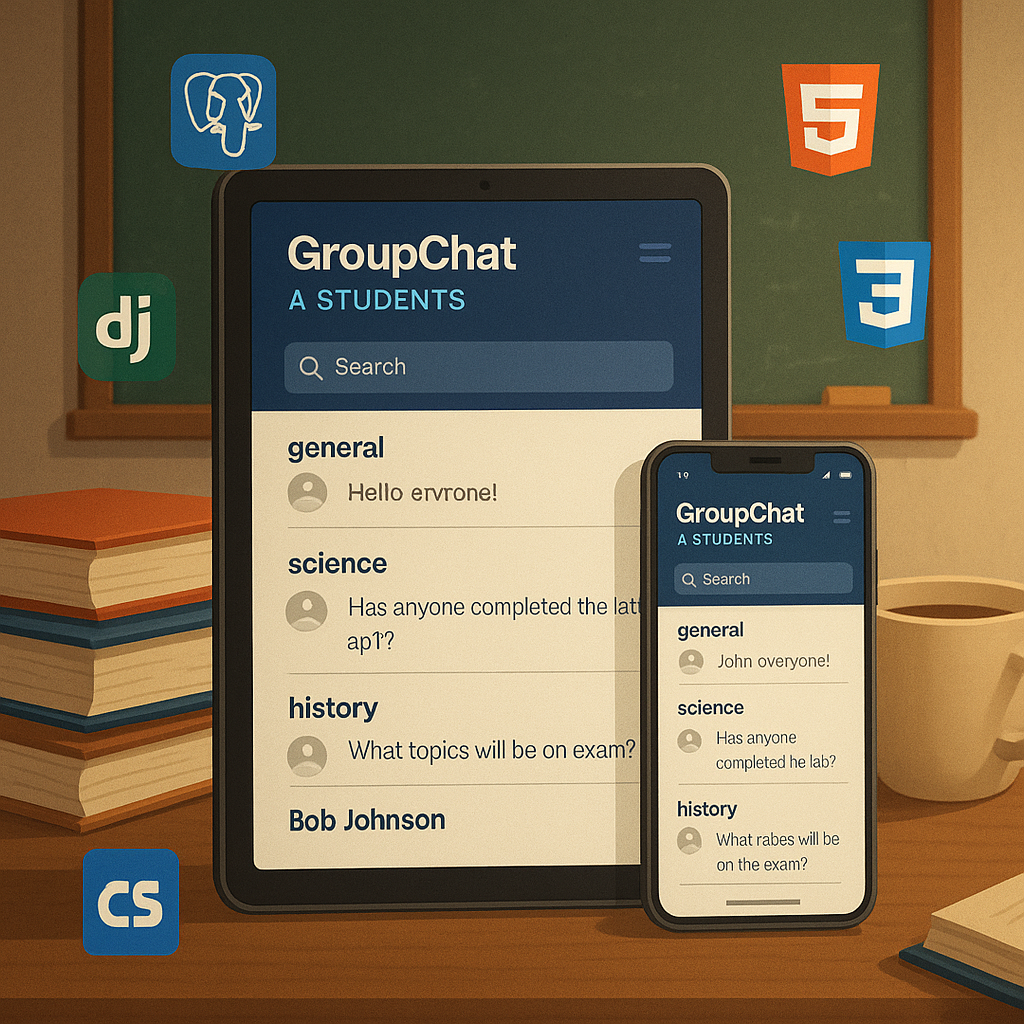 5
dj
3
GroupChat
A STUDENTS
Search
general
Hello ervrone!
science
Has anyone completed the latt
ap1'?
history
What topics will be on exam?
Bob Johnson
19
GroupChat
A STUDENTS
Search
general
John overyone!
science
Has anyone
completed he lab?
history
What rabes will be
on the exam?
CS